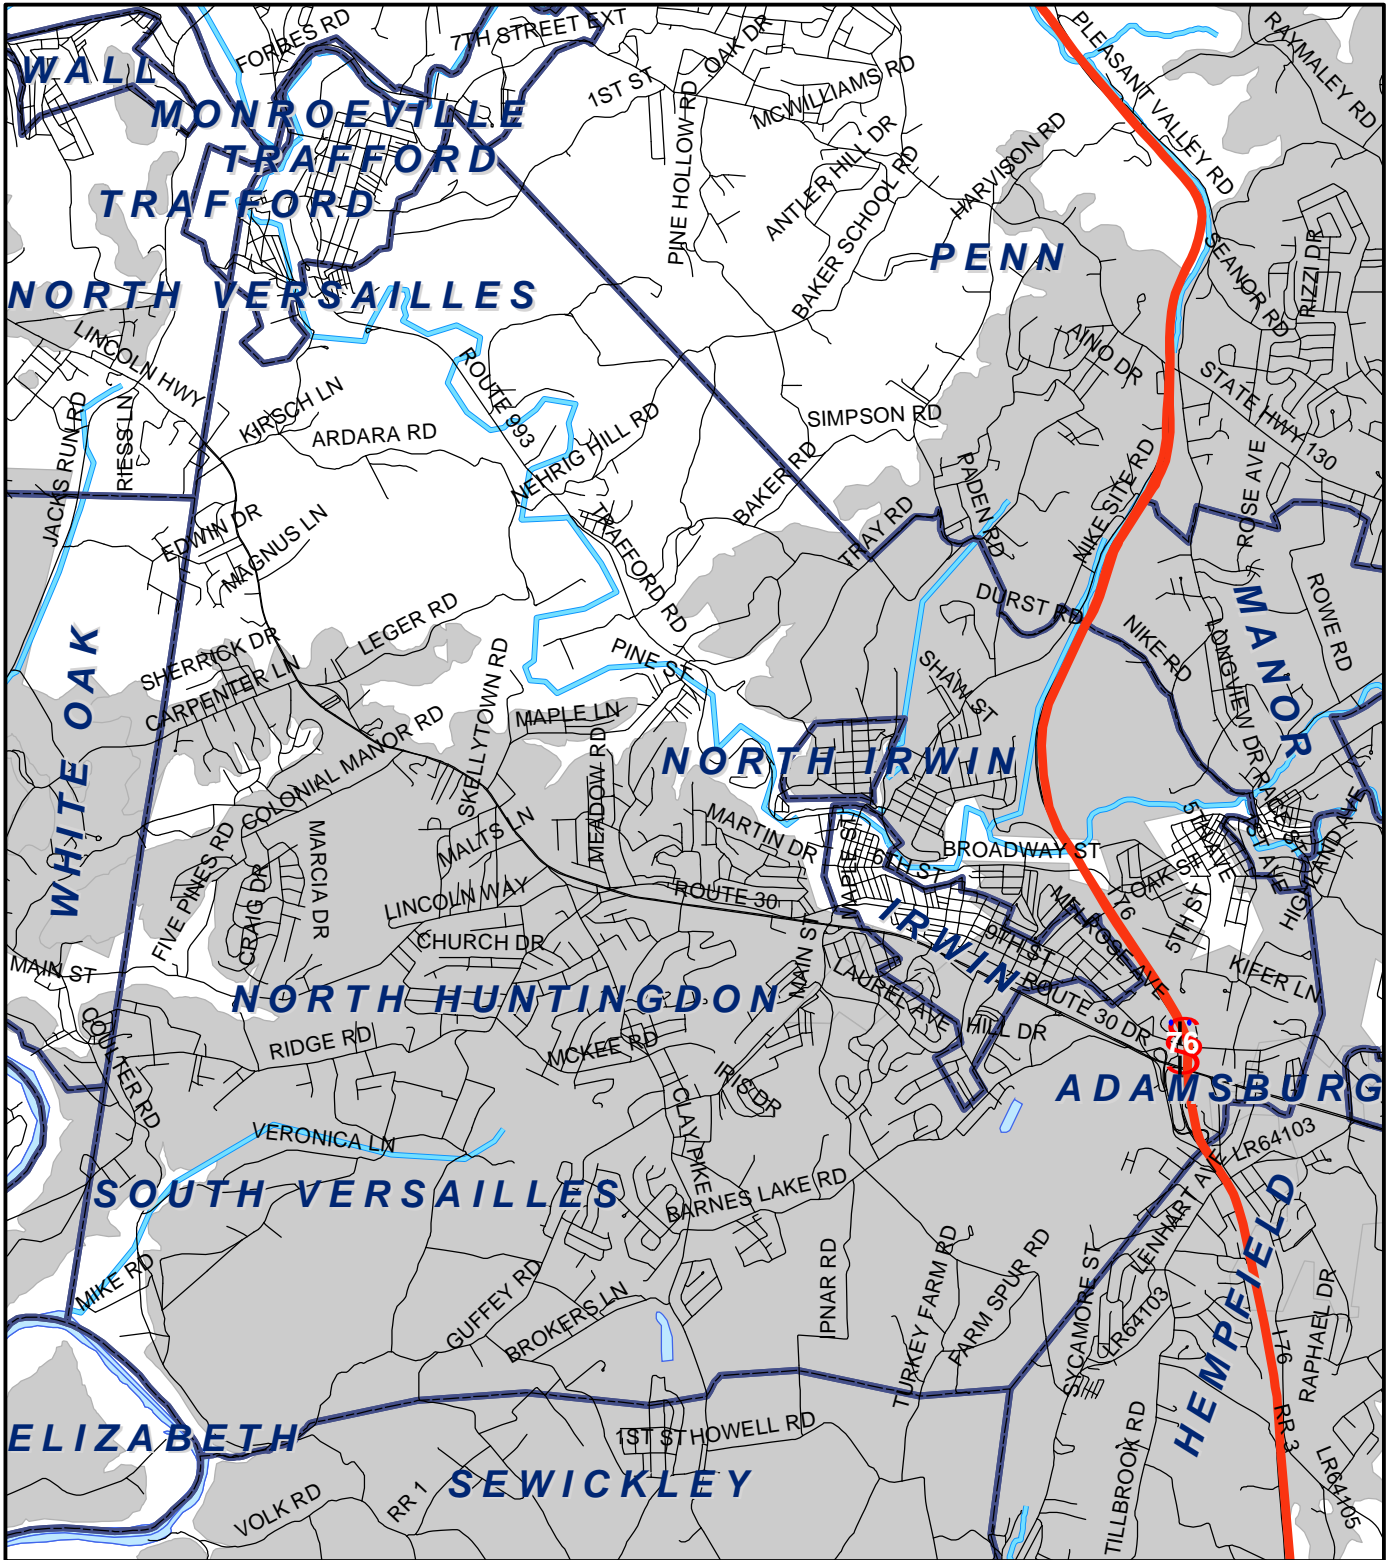 FORBES RD
7TH STREET EXT
OAK DR
PLEASANT VALLEY RD
RAYMALEY RD
WALL
1ST ST
MCWILLIAMS RD
MONROEVILLE
TRAFFORD
TRAFFORD
PINE HOLLOW RD
ANTLER HILL DR
BAKER SCHOOL RD
HARVISON RD
PENN
SEANOR RD
RIZZI DR
NORTH VERSAILLES
LINCOLN HWY
ROUTE 993
AINO DR
STATE HWY 130
JACKS RUN RD
RIESS LN
KIRSCH LN
ARDARA RD
NEHRIG HILL RD
SIMPSON RD
BAKER RD
PADEN RD
NIKE SITE RD
ROSE AVE
EDWIN DR
MAGNUS LN
TRAFFORD RD
TRAY RD
DURST RD
MANOR
ROWE RD
WHITE OAK
SHERRICK DR
CARPENTER LN
LEGER RD
SKELLYTOWN RD
PINE ST
SHAW ST
NIKE RD
LONGVIEW DR
COLONIAL MANOR RD
MAPLE LN
MEADOW RD
NORTH IRWIN
RACE ST
FIVE PINES RD
MARCIA DR
MALTS LN
MARTIN DR
MAIN ST
1ST ST
6TH ST
BROADWAY ST
5TH AVE
1ST AVE
HIGHLAND AVE
CRAIG DR
LINCOLN WAY
ROUTE 30
IRWIN
MELROSE AVE
I 76
OAK ST
5TH ST
MAIN ST
CHURCH DR
MAIN ST
9TH ST
KIFER LN
NORTH HUNTINGDON
LAUREL AVE
ROUTE 30
DR
COULTER RD
RIDGE RD
MCKEE RD
IRIS DR
HILL DR
76
ADAMSBURG
VERONICA LN
CLAY PIKE
LR64103
SOUTH VERSAILLES
BARNES LAKE RD
LENHART AVE
HEMPFIELD
MIKE RD
GUFFEY RD
BROKERS LN
PNAR RD
TURKEY FARM RD
FARM SPUR RD
SYCAMORE ST
LR64103
I 76
RAPHAEL DR
ELIZABETH
1ST ST
HOWELL RD
RR 3
SEWICKLEY
VOLK RD
RR 1
TILLBROOK RD
LR64105